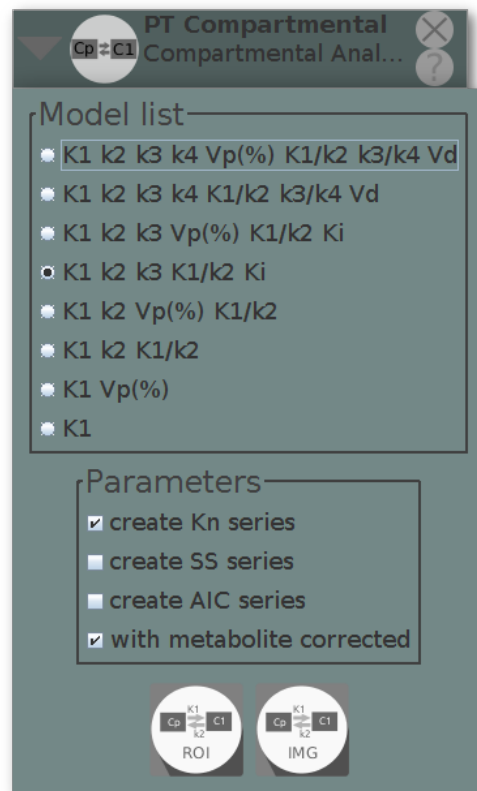 PT Compartmental
Cp C1 Compartmental Anal...
?
Model list
K1 k2 k3 k4 Vp(%) K1/k2 k3/k4 Vd
K1 k2 k3 k4 K1/k2 k3/k4 Vd
K1 k2 k3 Vp(%) K1/k2 Ki
K1 k2 k3 K1/k2 Ki
K1 k2 Vp(%) K1/k2
K1 k2 K1/k2
K1 Vp(%)
K1
Parameters
create Kn series
create SS series
create AIC series
with metabolite corrected
K1 K1
Cp C1 Cp C1
k2 k2
ROI IMG